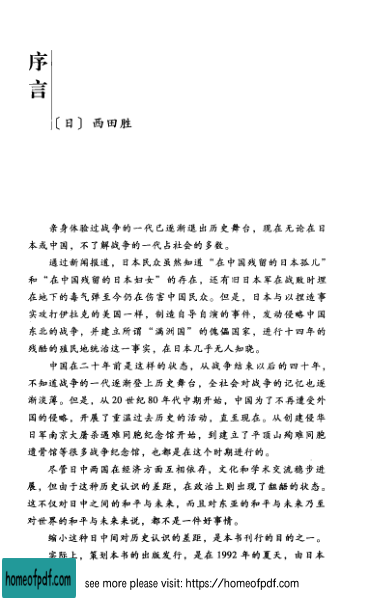 序言
〔日〕 西田胜
亲身体验过战争的一代已逐渐退出历史舞台，现在无论在日
本或中国，不了解战争的一代占社会的多数。
通过新闻报道，日本民众虽然知道“在中国残留的日本孤儿”
和“在中国残留的日本妇女”的存在，还有旧日本军在战败时埋
在地下的毒气弹至今仍在伤害中国民众。但是，日本与以捏造事
实攻打伊拉克的美国一样，制造自导自演的事件，发动侵略中国
东北的战争，并建立所谓“满洲国”的傀儡国家，进行十四年的
残酷的殖民地统治这一事实，在日本几乎无人知晓。
中国在二十年前是这样的状态，从战争结束以后的四十年，
不知道战争的一代逐渐登上历史舞台，全社会对战争的记忆也逐
渐淡薄。但是，从 20 世纪 80 年代中期开始，中国为了不再遭受外
国的侵略，开展了重温过去历史的活动，直至现在。从创建侵华
日军南京大屠杀遇难同胞纪念馆开始，到建立了平顶山殉难同胞
遗骨馆等很多战争纪念馆，也都是在这个时期进行的。
尽管日中两国在经济方面互相依存，文化和学术交流稳步进
展，但由于这种历史认识的差距，在政治上则出现了龃龉的状态。
这不仅对日中之间的和平与未来，而且对东亚的和平与未来乃至
对世界的和平与未来来说，都不是一件好事情。
缩小这种日中间对历史认识的差距，是本书刊行的目的之一。
实际上，策划本书的出版发行，是在 1992 年的夏天，由日本
homeofpdf.com
see more please visit: https://homeofpdf.com